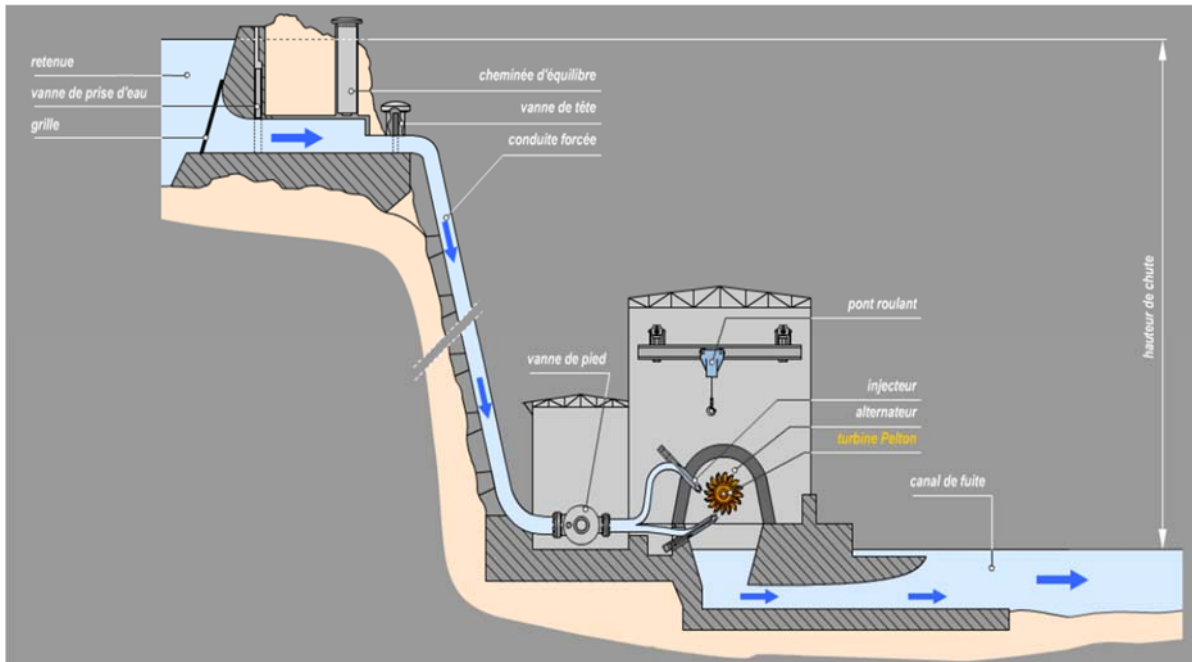 retenue
vanne de prise d'eau
grille
cheminée d'équilibre
vanne de tête
conduite forcée
hauteur de chute
pont roulant
vanne de pied
injecteur
alternateur
turbine Pelton
canal de fuite